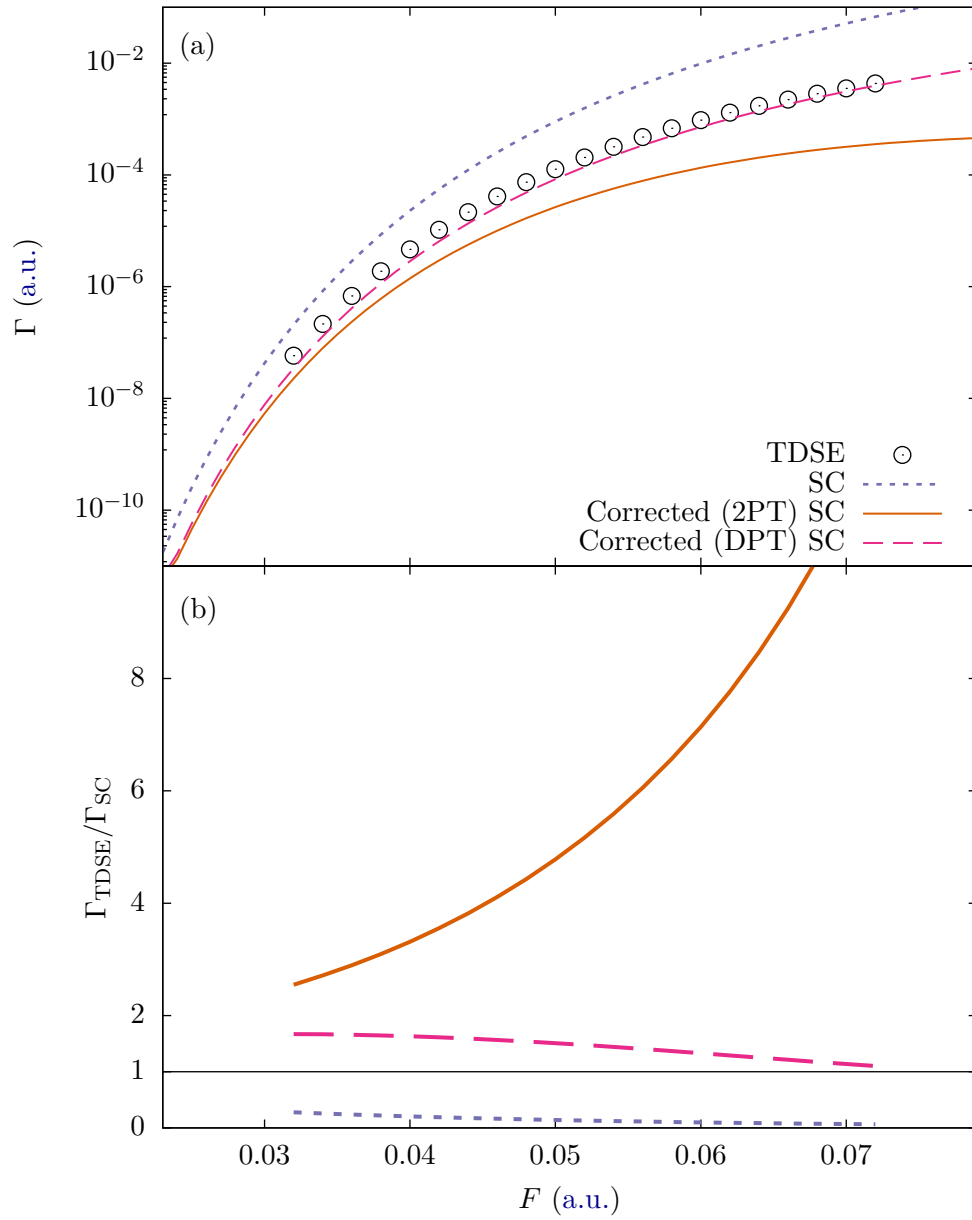 (a)
10⁻²
10⁻⁴
10⁻⁶
10⁻⁸
10⁻¹⁰
Γ (a.u.)
TDSE
SC
Corrected (2PT) SC
Corrected (DPT) SC
(b)
8
6
4
2
1
0
Γ_TDSE/Γ_SC
0.03 0.04 0.05 0.06 0.07
F (a.u.)